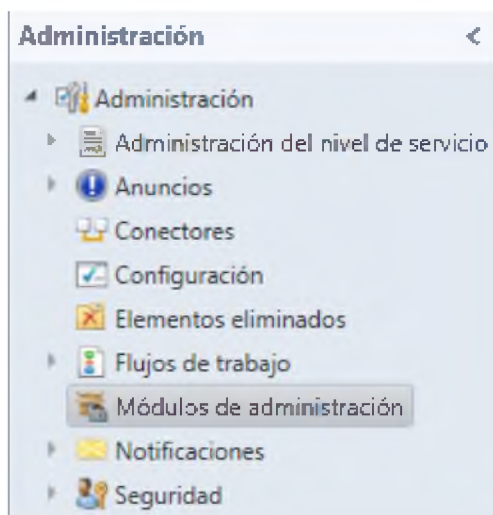 Administración
Administración
Administración del nivel de servicio
Anuncios
Conectores
Configuración
Elementos eliminados
Flujos de trabajo
Módulos de administración
Notificaciones
Seguridad